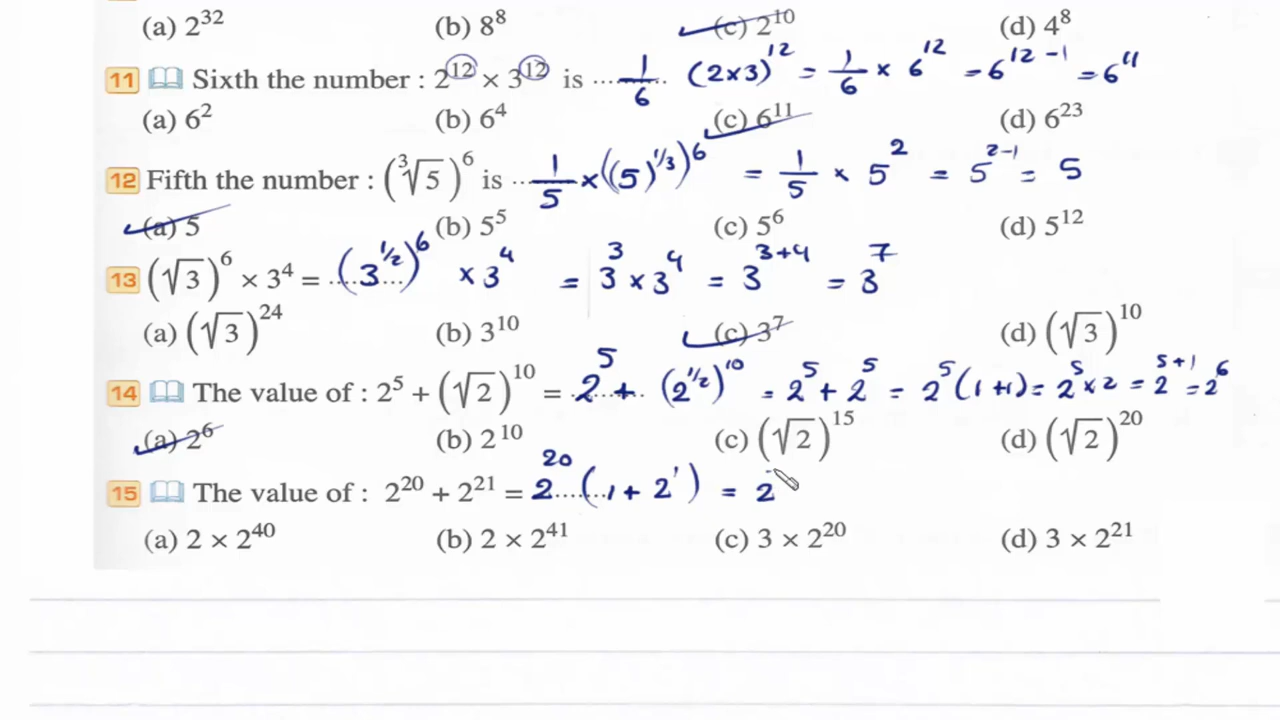 (a) 2^32 (b) 8^8 (c) 2^10 (d) 4^8
11 Sixth the number : 2^12 × 3^12 is ...... 1/6 (2×3)^12 = 1/6 × 6^12 = 6^12-1 = 6^11
(a) 6^2 (b) 6^4 (c) 6^11 (d) 6^23
12 Fifth the number : (∛5)^6 is ...... 1/5 × ((5)^1/3)^6 = 1/5 × 5^2 = 5^2-1 = 5
(a) 5 (b) 5^5 (c) 5^6 (d) 5^12
13 (√3)^6 × 3^4 = ...... (3^1/2)^6 × 3^4 = 3^3 × 3^4 = 3^3+4 = 3^7
(a) (√3)^24 (b) 3^10 (c) 3^7 (d) (√3)^10
14 The value of : 2^5 + (√2)^10 = ...... 2^5 + (2^1/2)^10 = 2^5 + 2^5 = 2^5 (1+1) = 2^5 × 2 = 2^5+1 = 2^6
(a) 2^6 (b) 2^10 (c) (√2)^15 (d) (√2)^20
15 The value of : 2^20 + 2^21 = ...... 2^20 (1 + 2^1) = 2
(a) 2 × 2^40 (b) 2 × 2^41 (c) 3 × 2^20 (d) 3 × 2^21